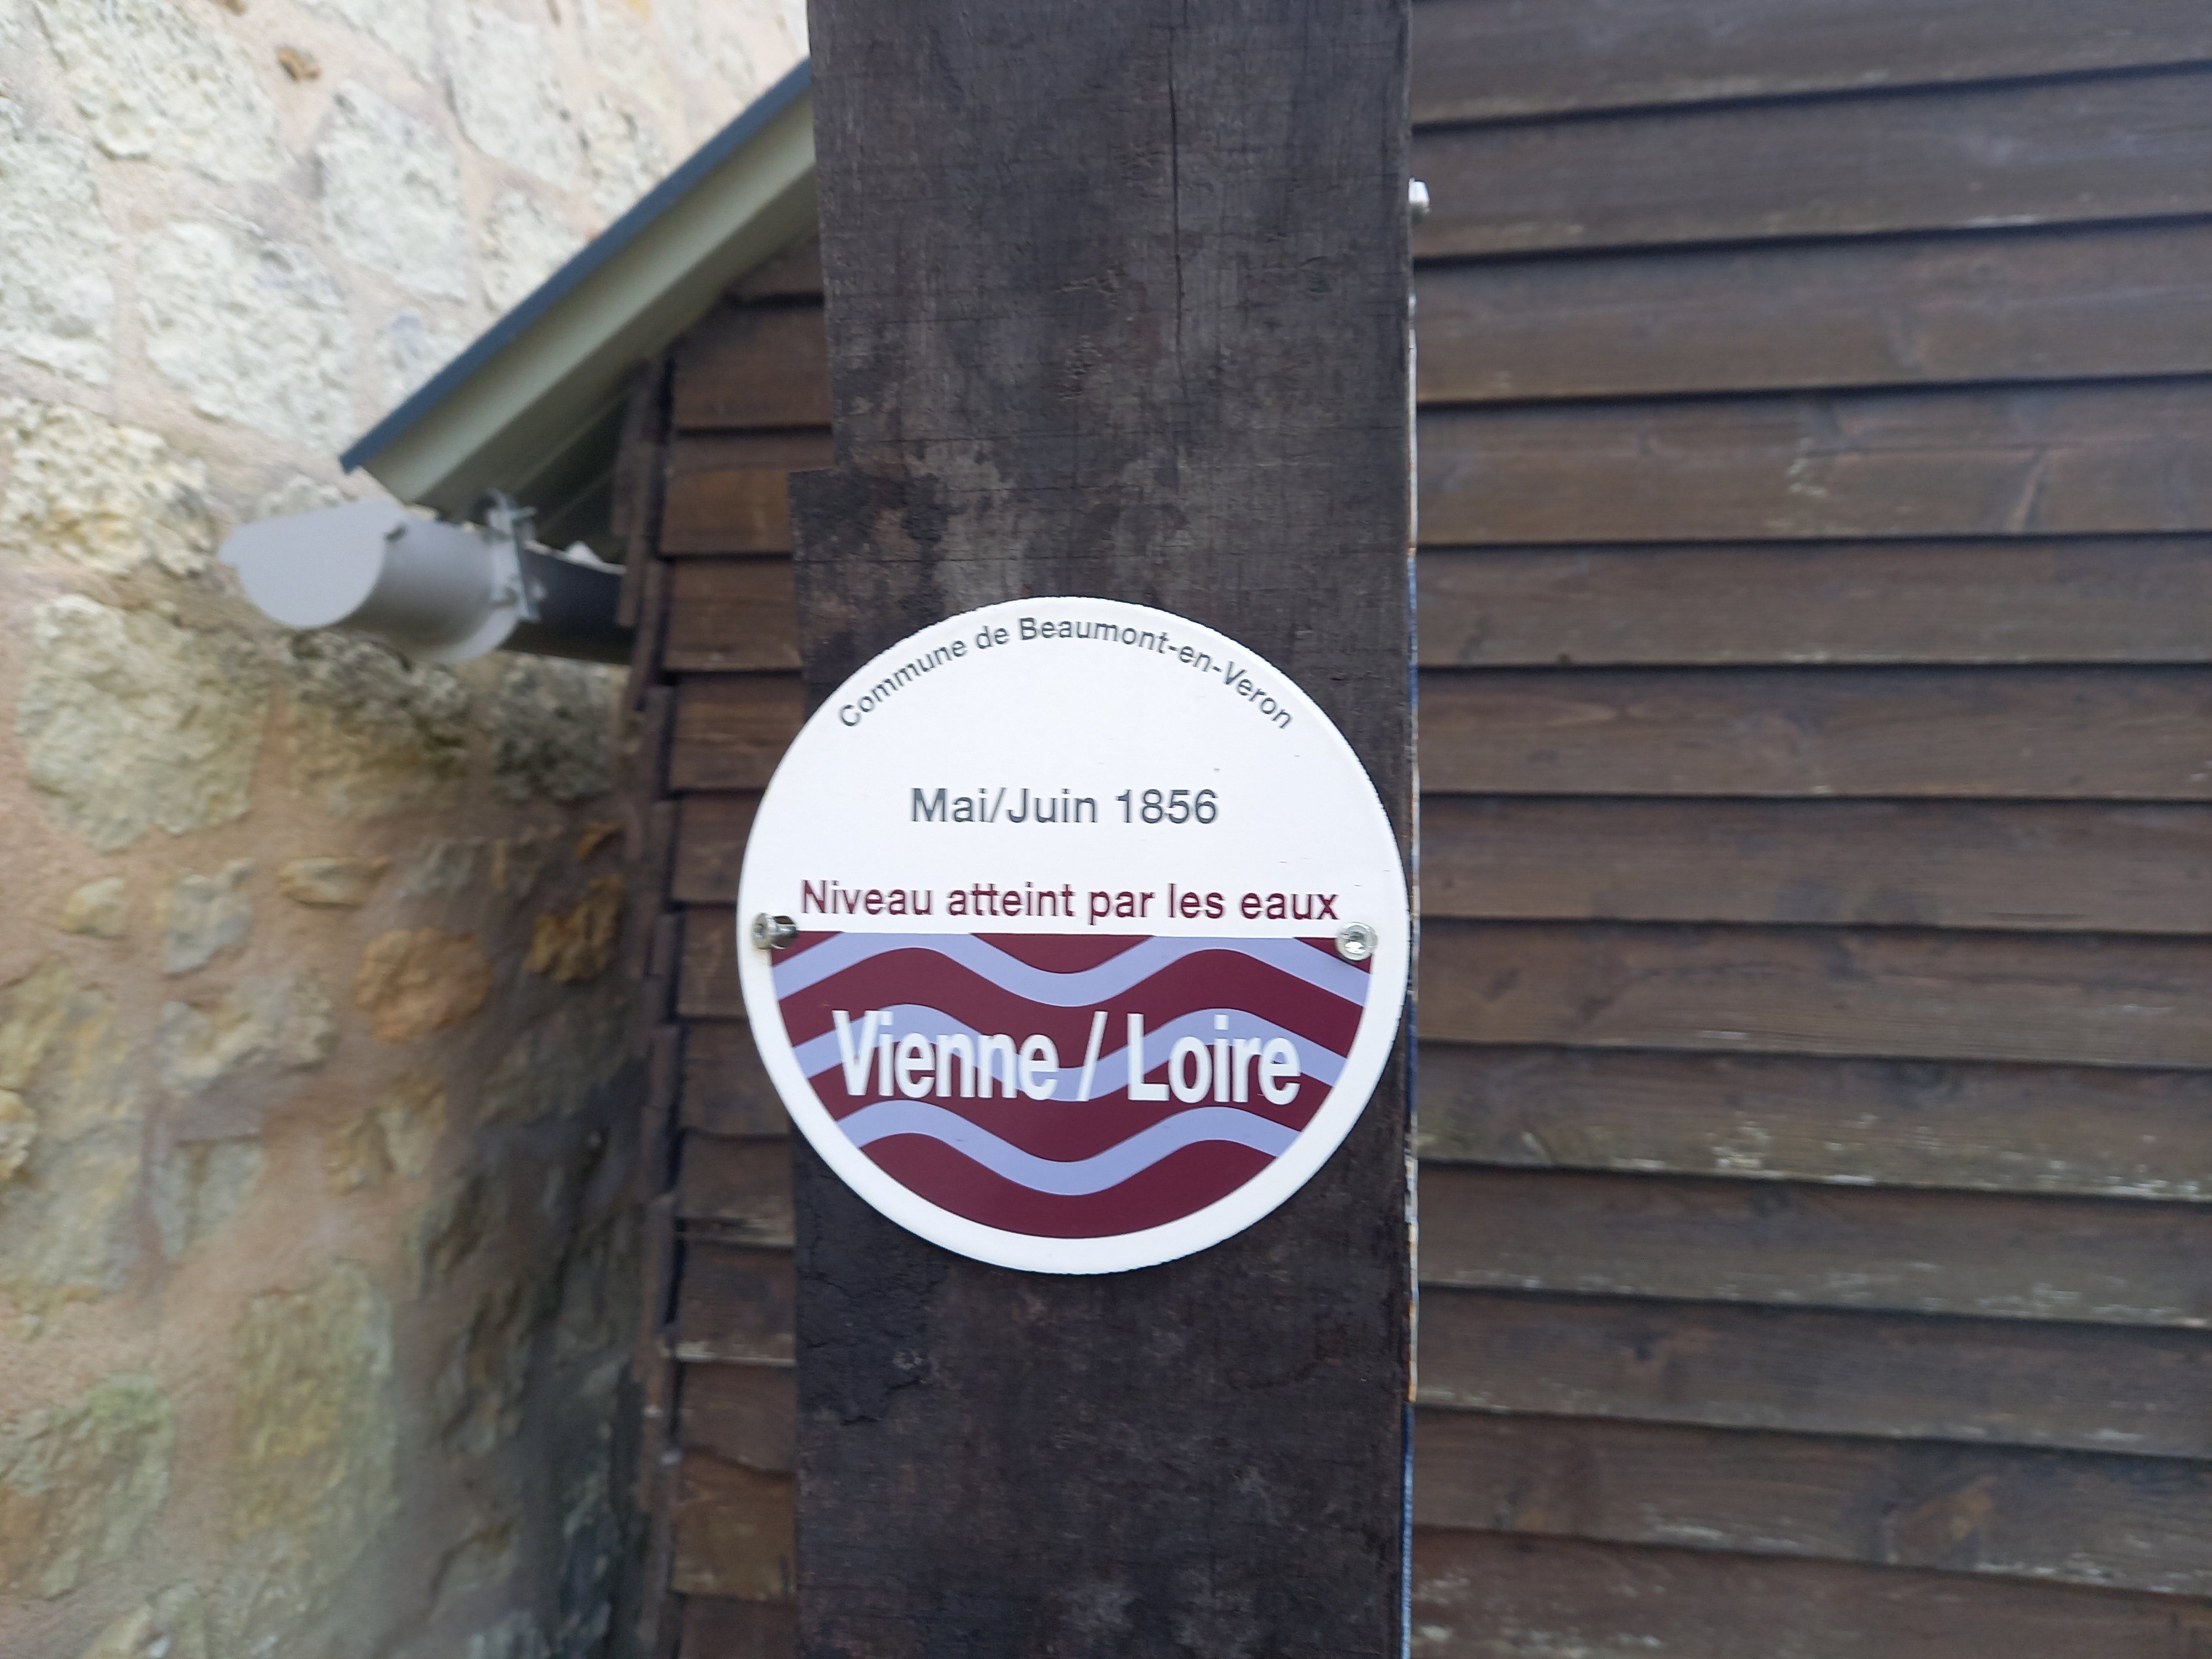 Commune de Beaumont-en-Veron
Mai/Juin 1856
Niveau atteint par les eaux
Vienne / Loire